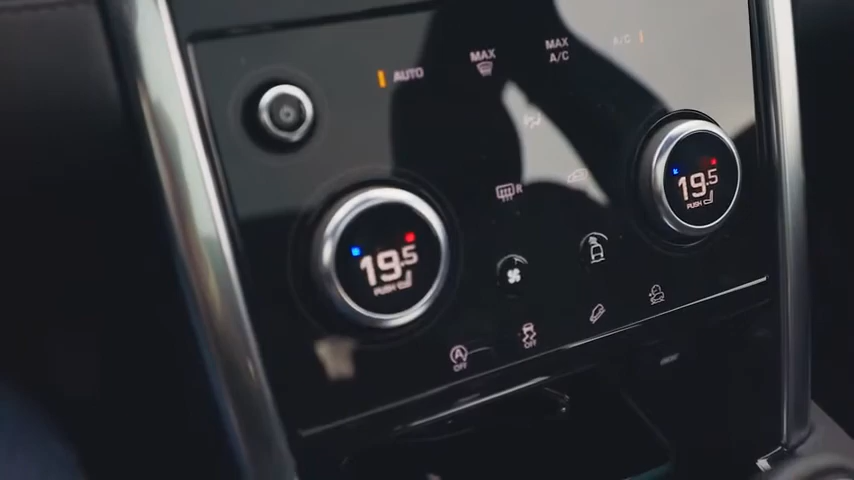 AUTO
MAX
MAX
A/C
A/C
R
19.5
PUSH
19.5
PUSH
A
OFF
OFF